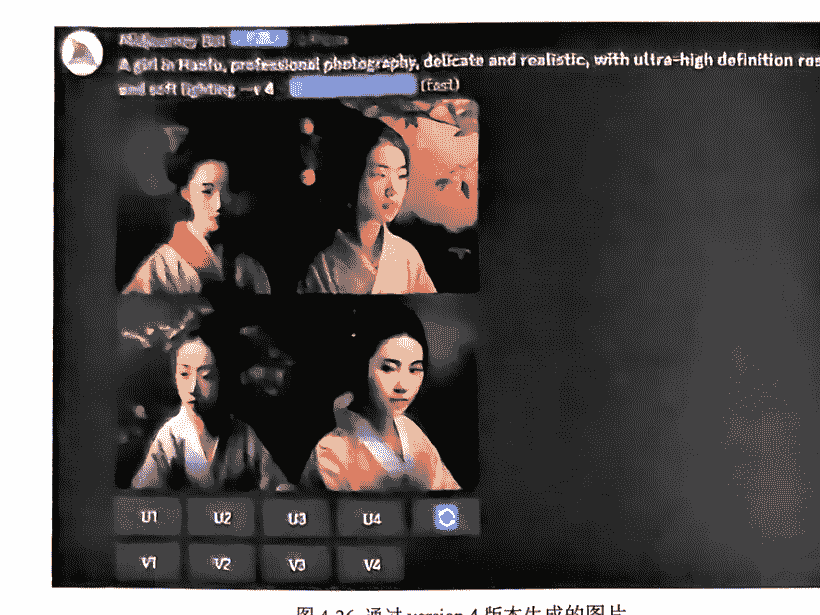 Midjourney Bot
A girl in Hanfu, professional photography, delicate and realistic, with ultra-high definition
and soft lighting --v 4 (fast)
U1 U2 U3 U4
V1 V2 V3 V4
图 4-26 通过 version 4 版本生成的图片